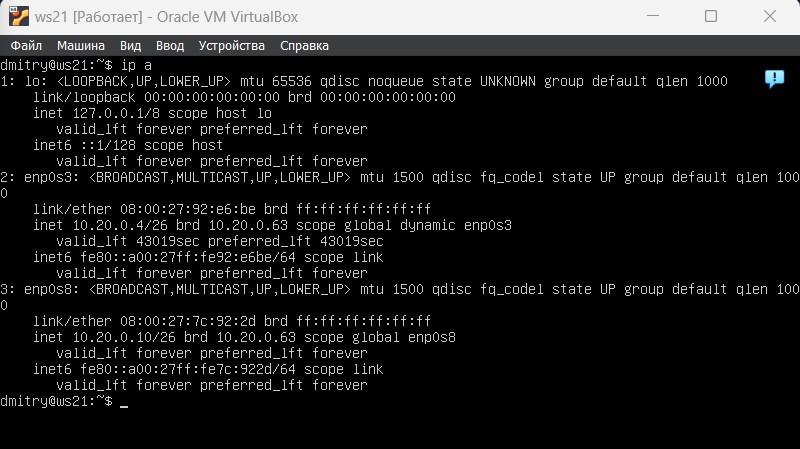 ws21 [Работает] - Oracle VM VirtualBox
Файл Машина Вид Ввод Устройства Справка
dmitry@ws21:~$ ip a
1: lo: <LOOPBACK,UP,LOWER_UP> mtu 65536 qdisc noqueue state UNKNOWN group default qlen 1000
    link/loopback 00:00:00:00:00:00 brd 00:00:00:00:00:00
    inet 127.0.0.1/8 scope host lo
       valid_lft forever preferred_lft forever
    inet6 ::1/128 scope host
       valid_lft forever preferred_lft forever
2: enp0s3: <BROADCAST,MULTICAST,UP,LOWER_UP> mtu 1500 qdisc fq_codel state UP group default qlen 100
0
    link/ether 08:00:27:92:e6:be brd ff:ff:ff:ff:ff:ff
    inet 10.20.0.4/26 brd 10.20.0.63 scope global dynamic enp0s3
       valid_lft 43019sec preferred_lft 43019sec
    inet6 fe80::a00:27ff:fe92:e6be/64 scope link
       valid_lft forever preferred_lft forever
3: enp0s8: <BROADCAST,MULTICAST,UP,LOWER_UP> mtu 1500 qdisc fq_codel state UP group default qlen 100
0
    link/ether 08:00:27:7c:92:2d brd ff:ff:ff:ff:ff:ff
    inet 10.20.0.10/26 brd 10.20.0.63 scope global enp0s8
       valid_lft forever preferred_lft forever
    inet6 fe80::a00:27ff:fe7c:922d/64 scope link
       valid_lft forever preferred_lft forever
dmitry@ws21:~$ _